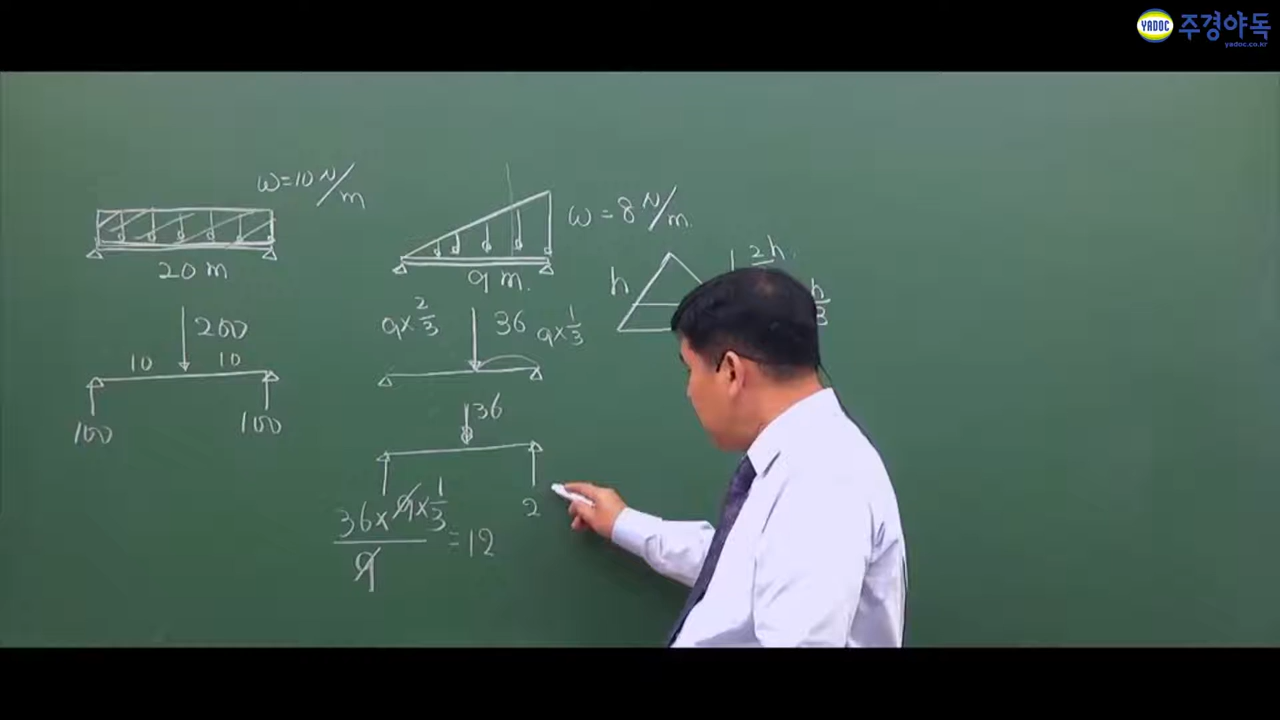 YADOC 주경야독
yadoc.co.kr
ω=10 N/m
20 m
200
10
10
100
100
ω = 8 N/m
9 m.
9×2/3
36
9×1/3
36
36×9×1/3
9
=12
2
h
2h
h/3